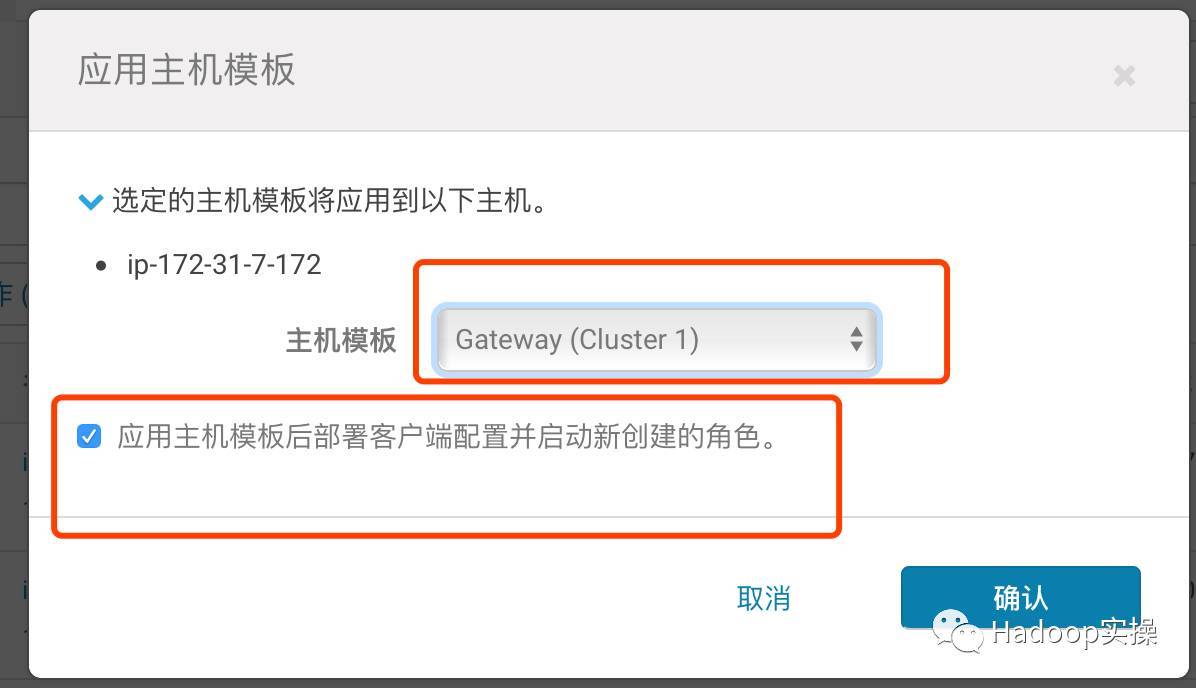 应用主机模板
选定的主机模板将应用到以下主机。
ip-172-31-7-172
主机模板 Gateway (Cluster 1)
应用主机模板后部署客户端配置并启动新创建的角色。
取消 确认
Hadoop实操